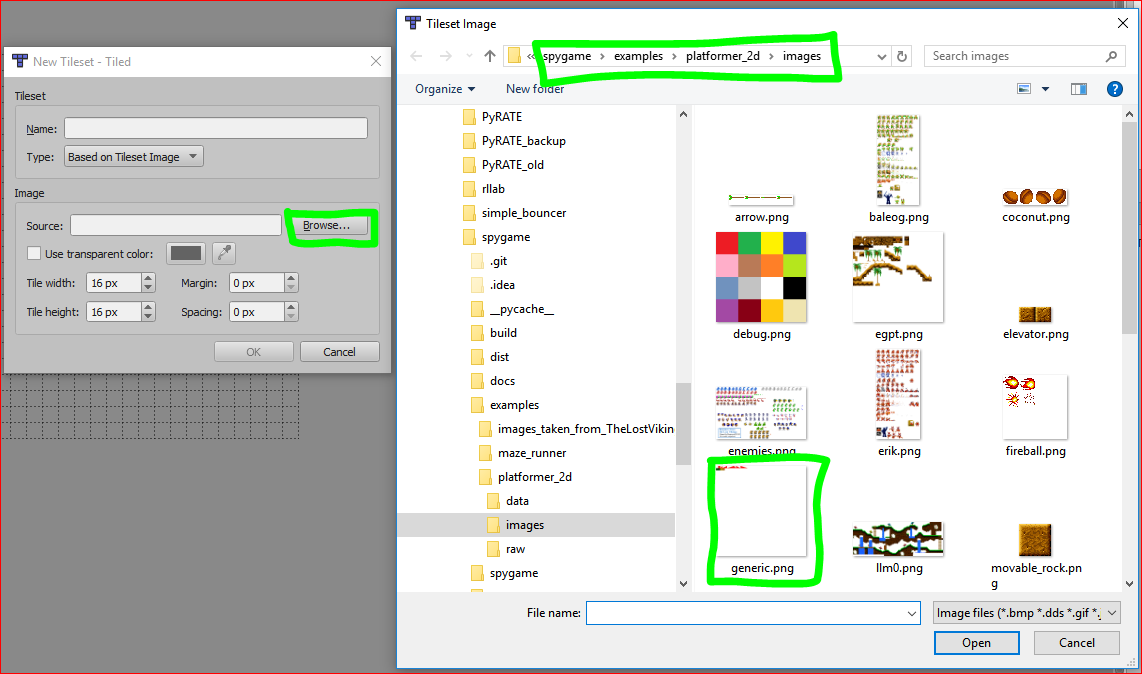 New Tileset - Tiled
Tileset
Name:
Type: Based on Tileset Image
Image
Source: Browse...
Use transparent color:
Tile width: 16 px Margin: 0 px
Tile height: 16 px Spacing: 0 px
OK Cancel
Tileset Image
« spygame › examples › platformer_2d › images
Search images
Organize New folder
PyRATE
PyRATE_backup
PyRATE_old
rllab
simple_bouncer
spygame
.git
.idea
__pycache__
build
dist
docs
examples
images_taken_from_TheLostVikin
maze_runner
platformer_2d
data
images
raw
spygame
arrow.png
baleog.png
coconut.png
debug.png
egpt.png
elevator.png
enemies.png
erik.png
fireball.png
generic.png
llm0.png
movable_rock.pn
g
File name:
Image files (*.bmp *.dds *.gif *.
Open Cancel